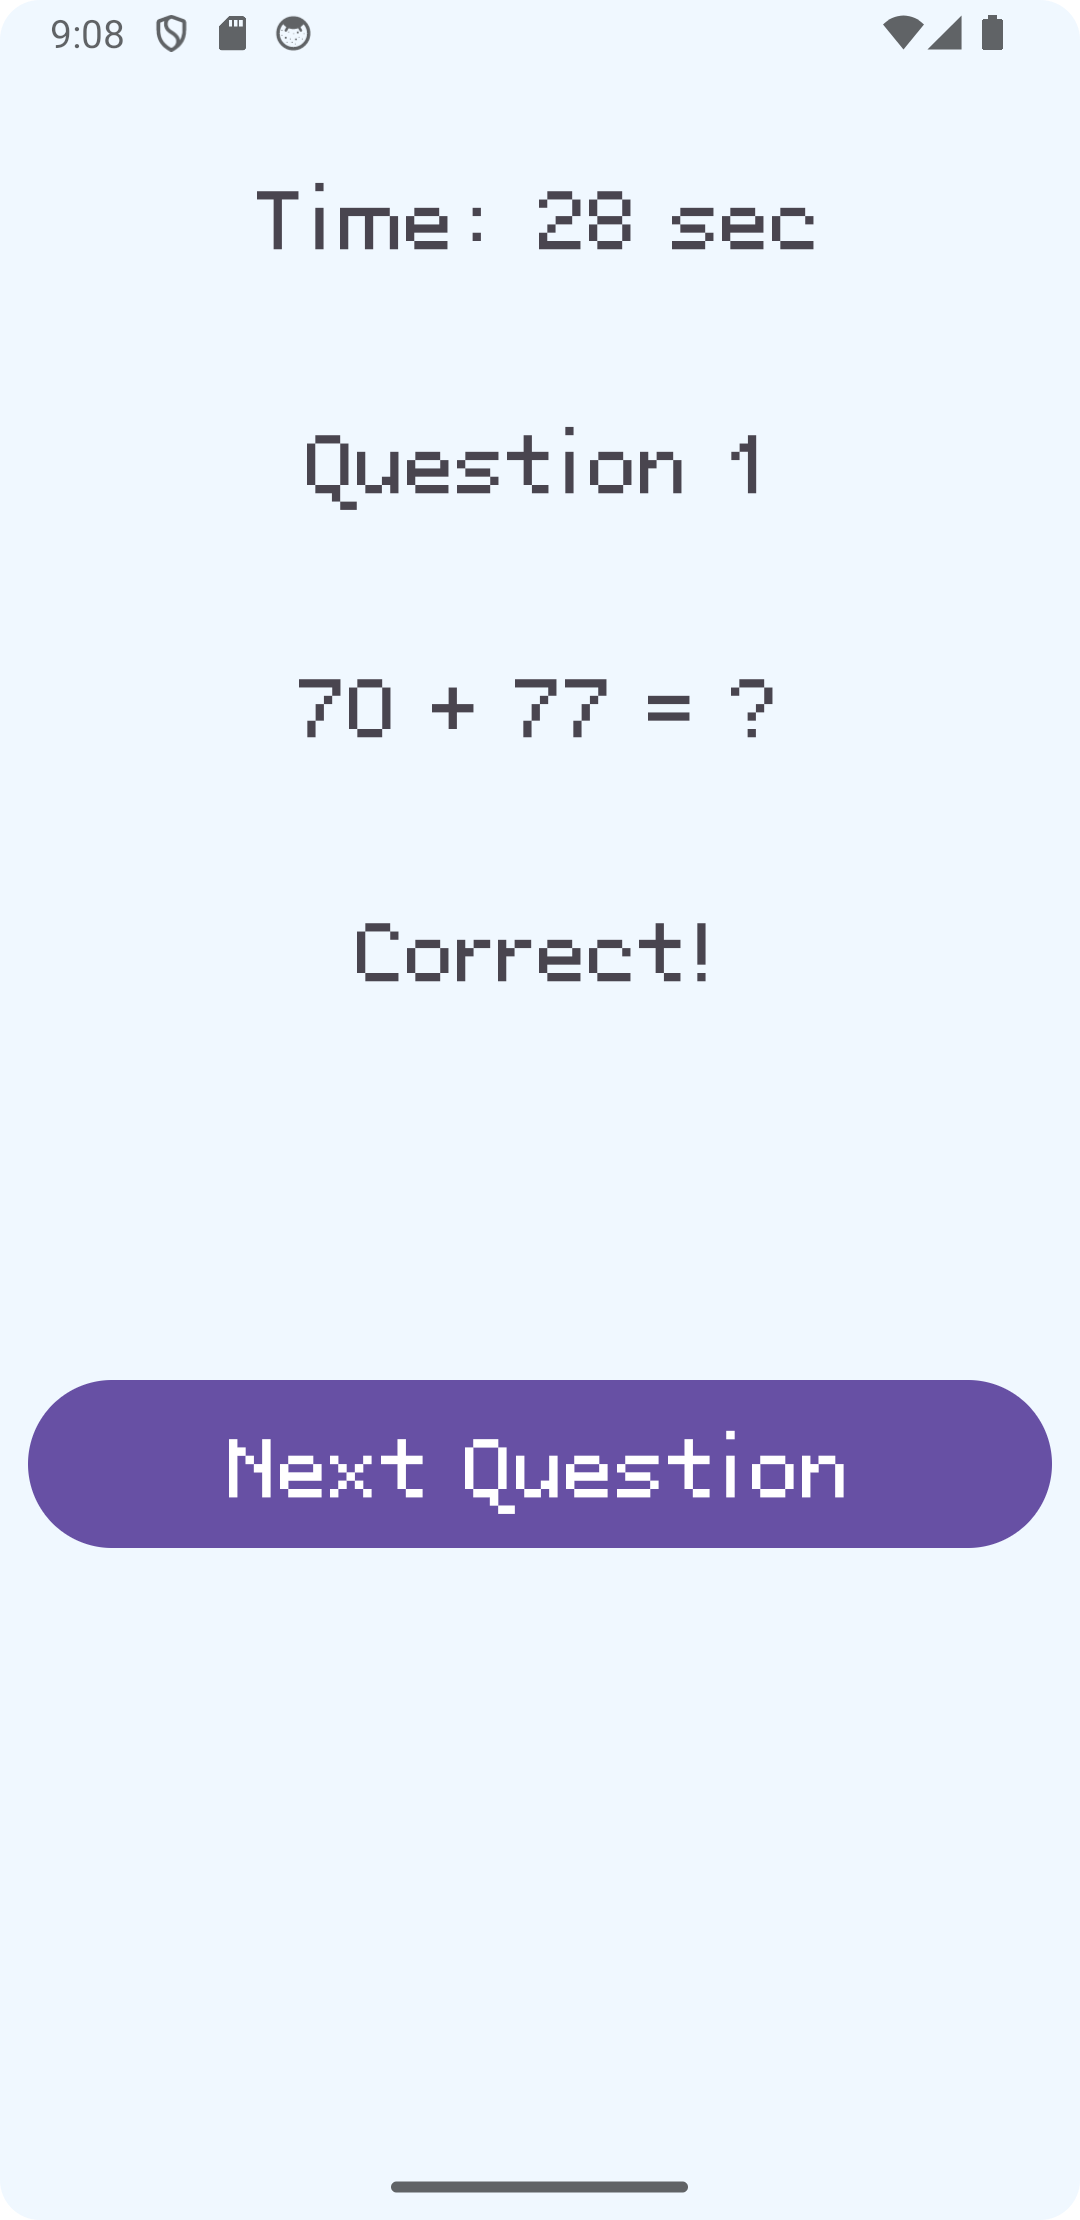 9:08
Time: 28 sec
Question 1
70 + 77 = ?
Correct!
Next Question